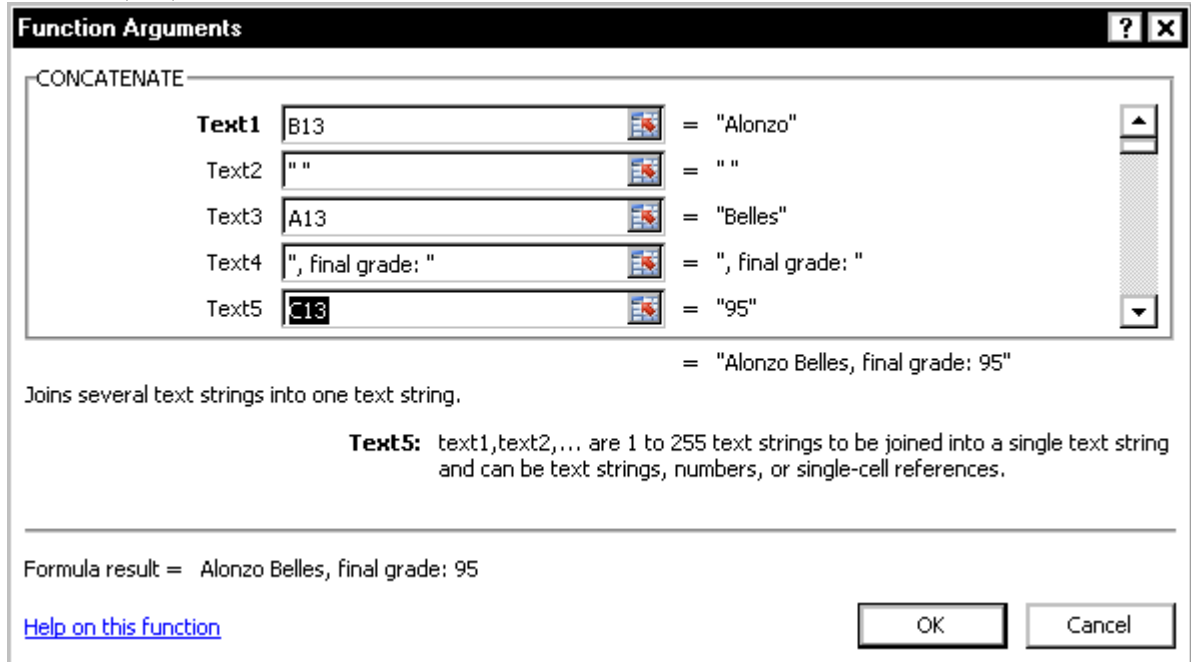 Function Arguments ? X
CONCATENATE
Text1 B13 = "Alonzo"
Text2 " " = " "
Text3 A13 = "Belles"
Text4 ", final grade: " = ", final grade: "
Text5 C13 = "95"
= "Alonzo Belles, final grade: 95"
Joins several text strings into one text string.
Text5: text1,text2,... are 1 to 255 text strings to be joined into a single text string
and can be text strings, numbers, or single-cell references.
Formula result = Alonzo Belles, final grade: 95
Help on this function OK Cancel